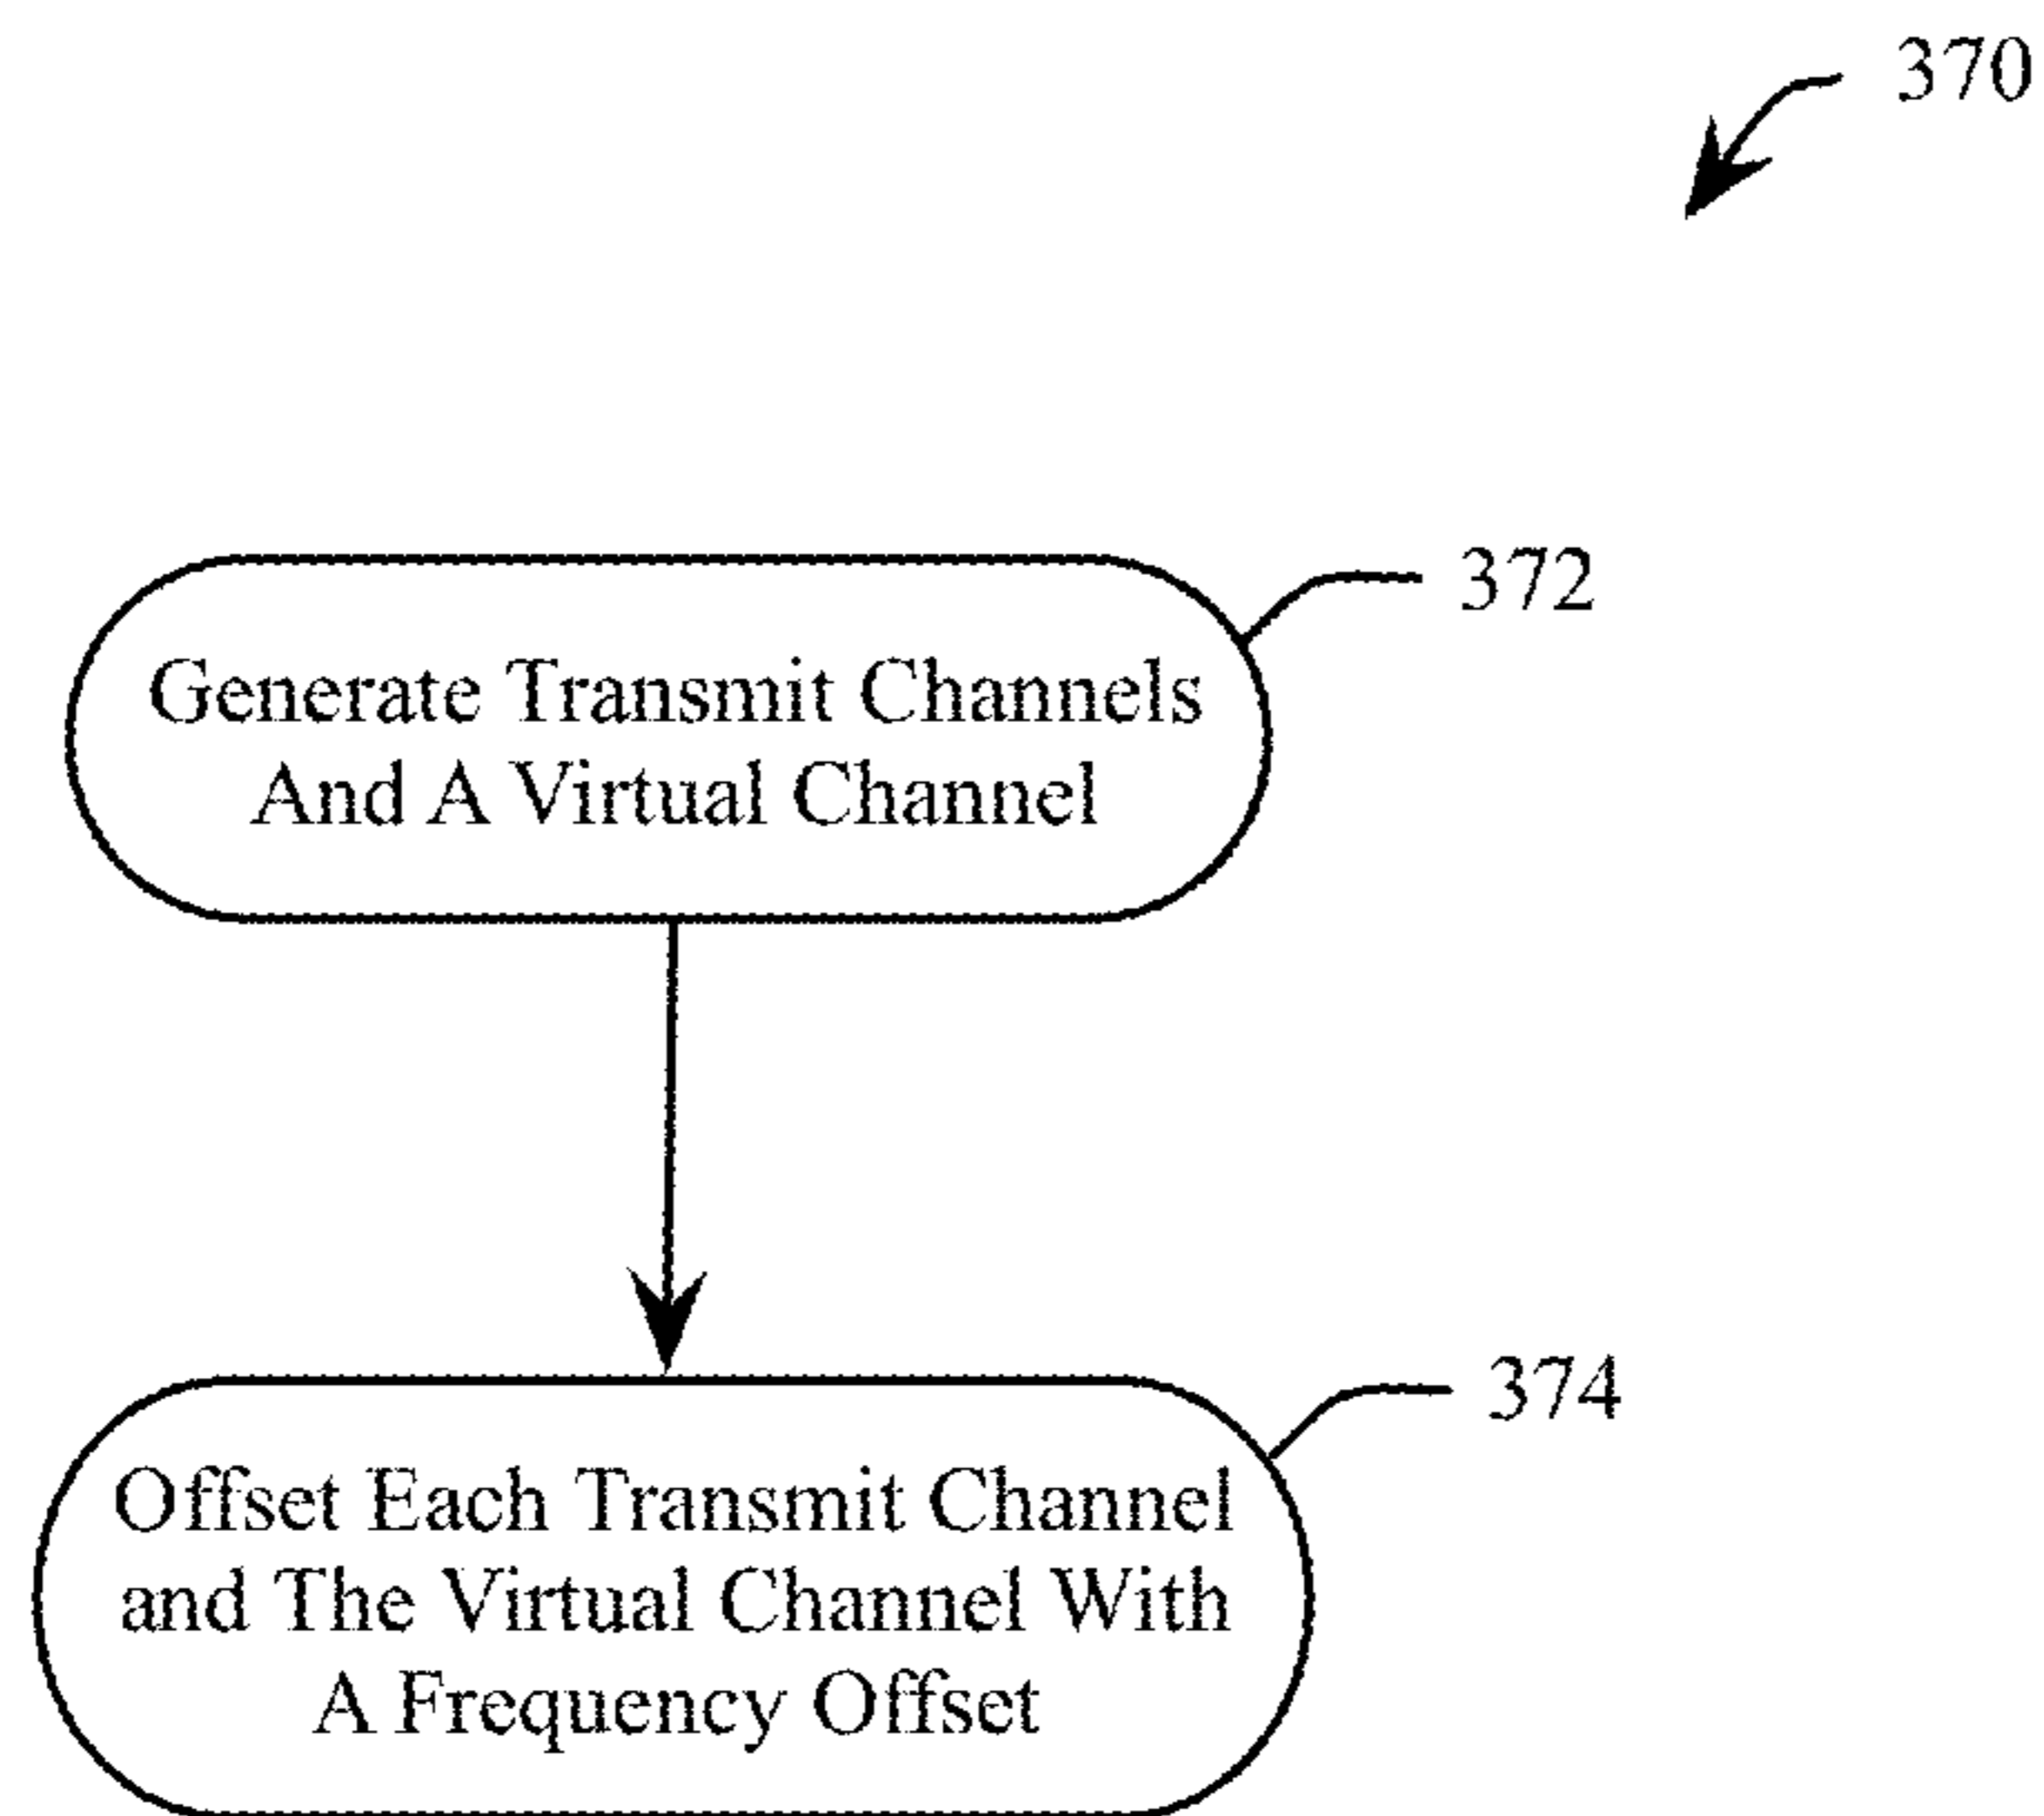 370
372
Generate Transmit Channels
And A Virtual Channel
374
Offset Each Transmit Channel
and The Virtual Channel With
A Frequency Offset